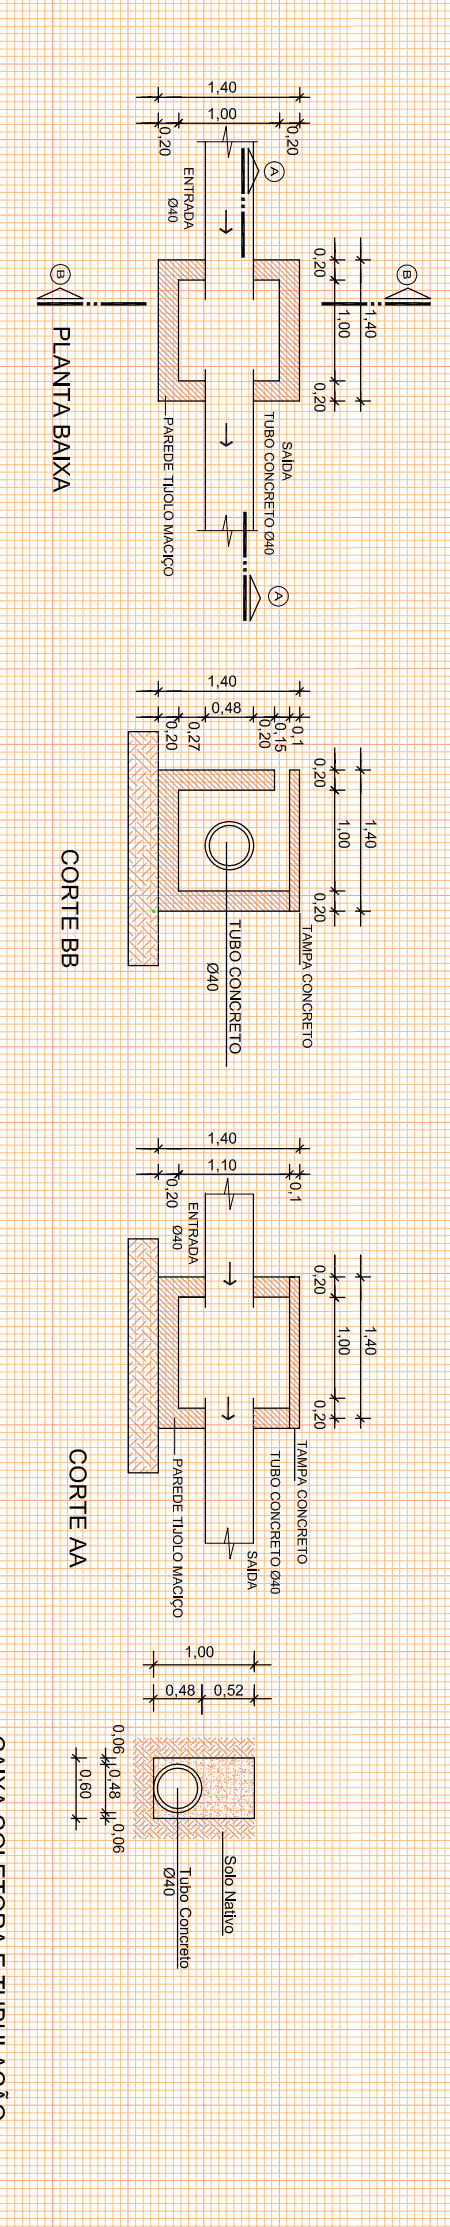 1,40
1,00
0,20
0,20
A
ENTRADA
Ø40
B
B
0,20
1,00
1,40
0,20
PLANTA BAIXA
SAÍDA
TUBO CONCRETO Ø40
PAREDE TIJOLO MACIÇO
A
1,40
0,48
0,1
0,15
0,20
0,27
0,20
0,20
1,00
1,40
0,20
CORTE BB
TAMPA CONCRETO
TUBO CONCRETO
Ø40
1,40
1,10
0,1
0,20
ENTRADA
Ø40
0,20
1,00
1,40
0,20
CORTE AA
TAMPA CONCRETO
TUBO CONCRETO Ø40
SAÍDA
PAREDE TIJOLO MACIÇO
1,00
0,48
0,52
0,06
0,48
0,06
0,60
Solo Nativo
Tubo Concreto
Ø40
CAIXA COLETORA E TUBULAÇÃO